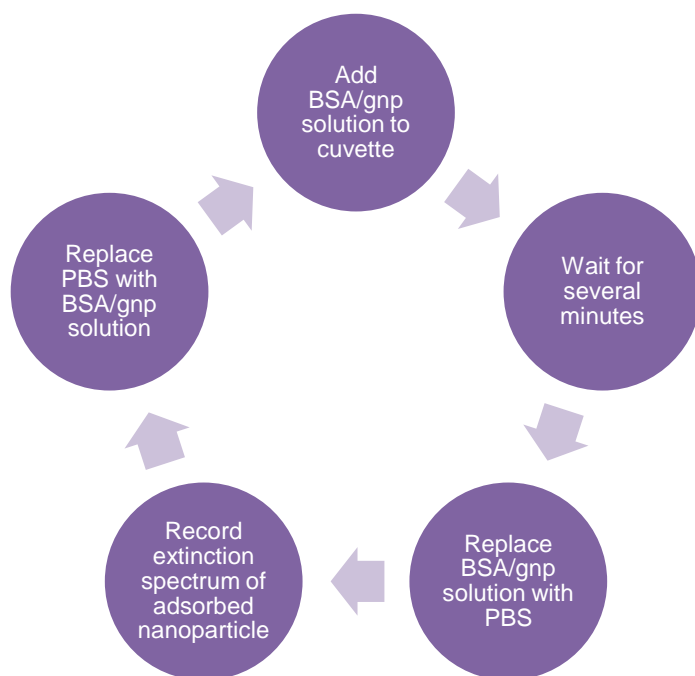 Add
BSA/gnp
solution to
cuvette
Wait for
several
minutes
Replace
BSA/gnp
solution with
PBS
Record
extinction
spectrum of
adsorbed
nanoparticle
Replace
PBS with
BSA/gnp
solution